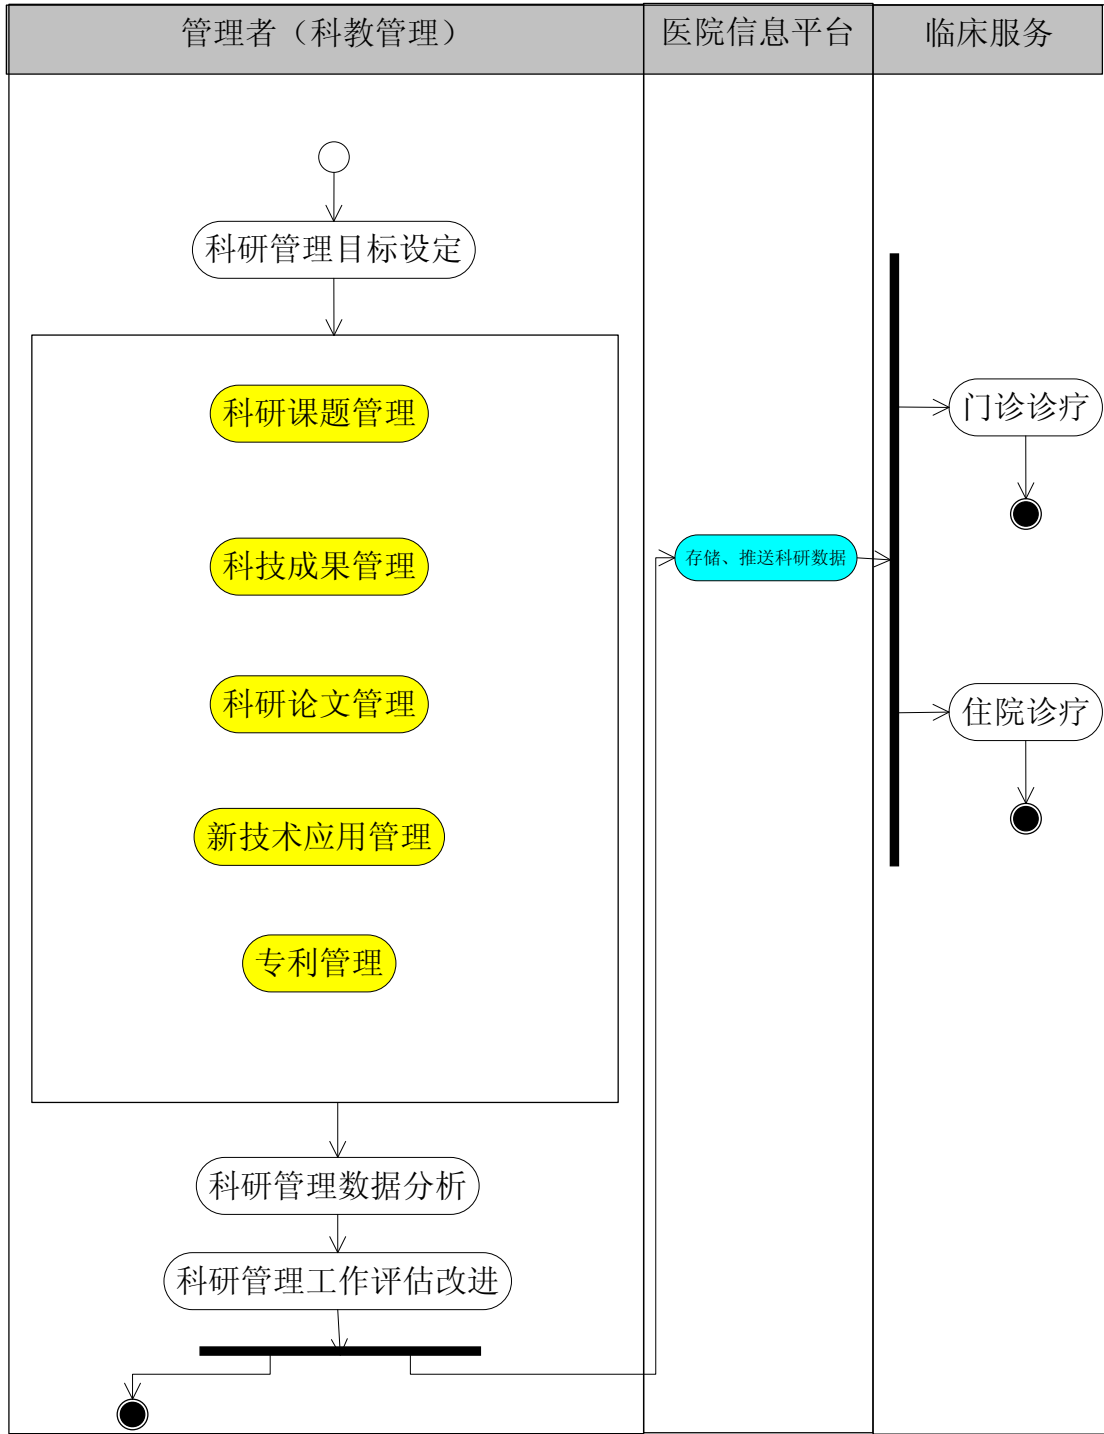 管理者（科教管理）
医院信息平台
临床服务
科研管理目标设定
科研课题管理
科技成果管理
科研论文管理
新技术应用管理
专利管理
科研管理数据分析
科研管理工作评估改进
存储、推送科研数据
门诊诊疗
住院诊疗